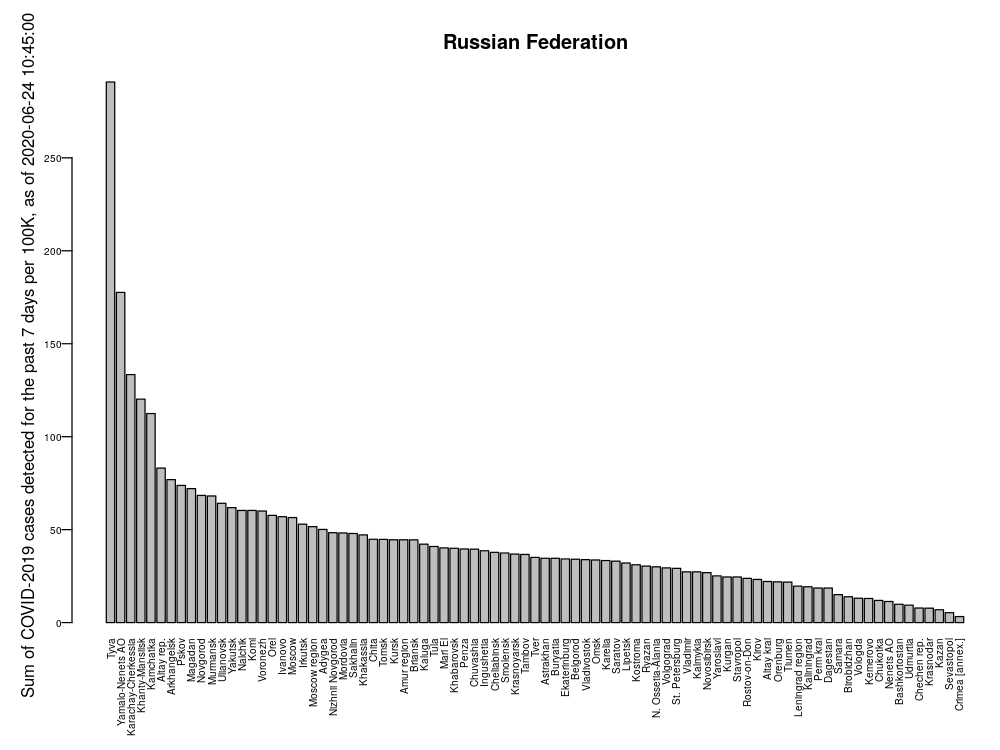 Russian Federation
Sum of COVID-2019 cases detected for the past 7 days per 100K, as of 2020-06-24 10:45:00
250
200
150
100
50
0
Tyva
Yamalo-Nenets AO
Karachay-Cherkessia
Khanty-Mansiisk
Kamchatka
Altay rep.
Arkhangelsk
Pskov
Magadan
Novgorod
Murmansk
Ulianovsk
Yakutsk
Nalchik
Komi
Voronezh
Orel
Ivanovo
Moscow
Irkutsk
Moscow region
Adygea
Nizhnii Novgorod
Mordovia
Sakhalin
Khakassia
Chita
Tomsk
Kursk
Amur region
Briansk
Kaluga
Tula
Mari El
Khabarovsk
Penza
Chuvashia
Ingushetia
Cheliabinsk
Smolensk
Krasnoyarsk
Tambov
Tver
Astrakhan
Buryatia
Ekaterinburg
Belgorod
Vladivostok
Omsk
Karelia
Saratov
Lipetsk
Kostroma
Ryazan
N. Ossetia-Alania
Volgograd
St. Petersburg
Vladimir
Kalmykia
Novosibirsk
Yaroslavl
Kurgan
Stavropol
Rostov-on-Don
Kirov
Altay krai
Orenburg
Tiumen
Leningrad region
Kaliningrad
Perm krai
Dagestan
Samara
Birobidzhan
Vologda
Kemerovo
Chukotka
Nenets AO
Bashkortostan
Udmurtia
Chechen rep.
Krasnodar
Kazan
Sevastopol
Crimea [annex.]